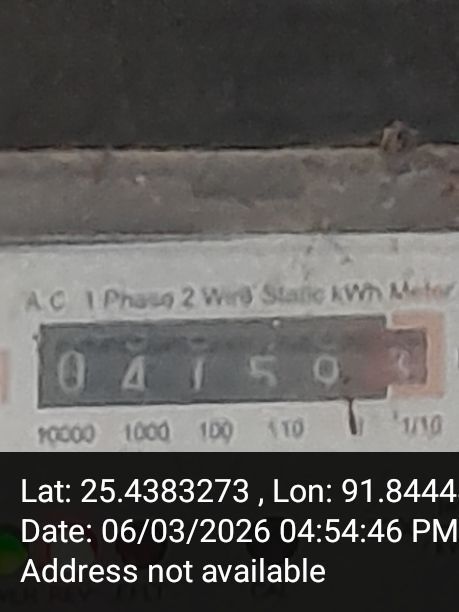 A.C. 1 Phase 2 Wire Static kWh Meter
0 4 1 5 9
10000 1000 100 10 1 1/10
Lat: 25.4383273 , Lon: 91.8444
Date: 06/03/2026 04:54:46 PM
Address not available